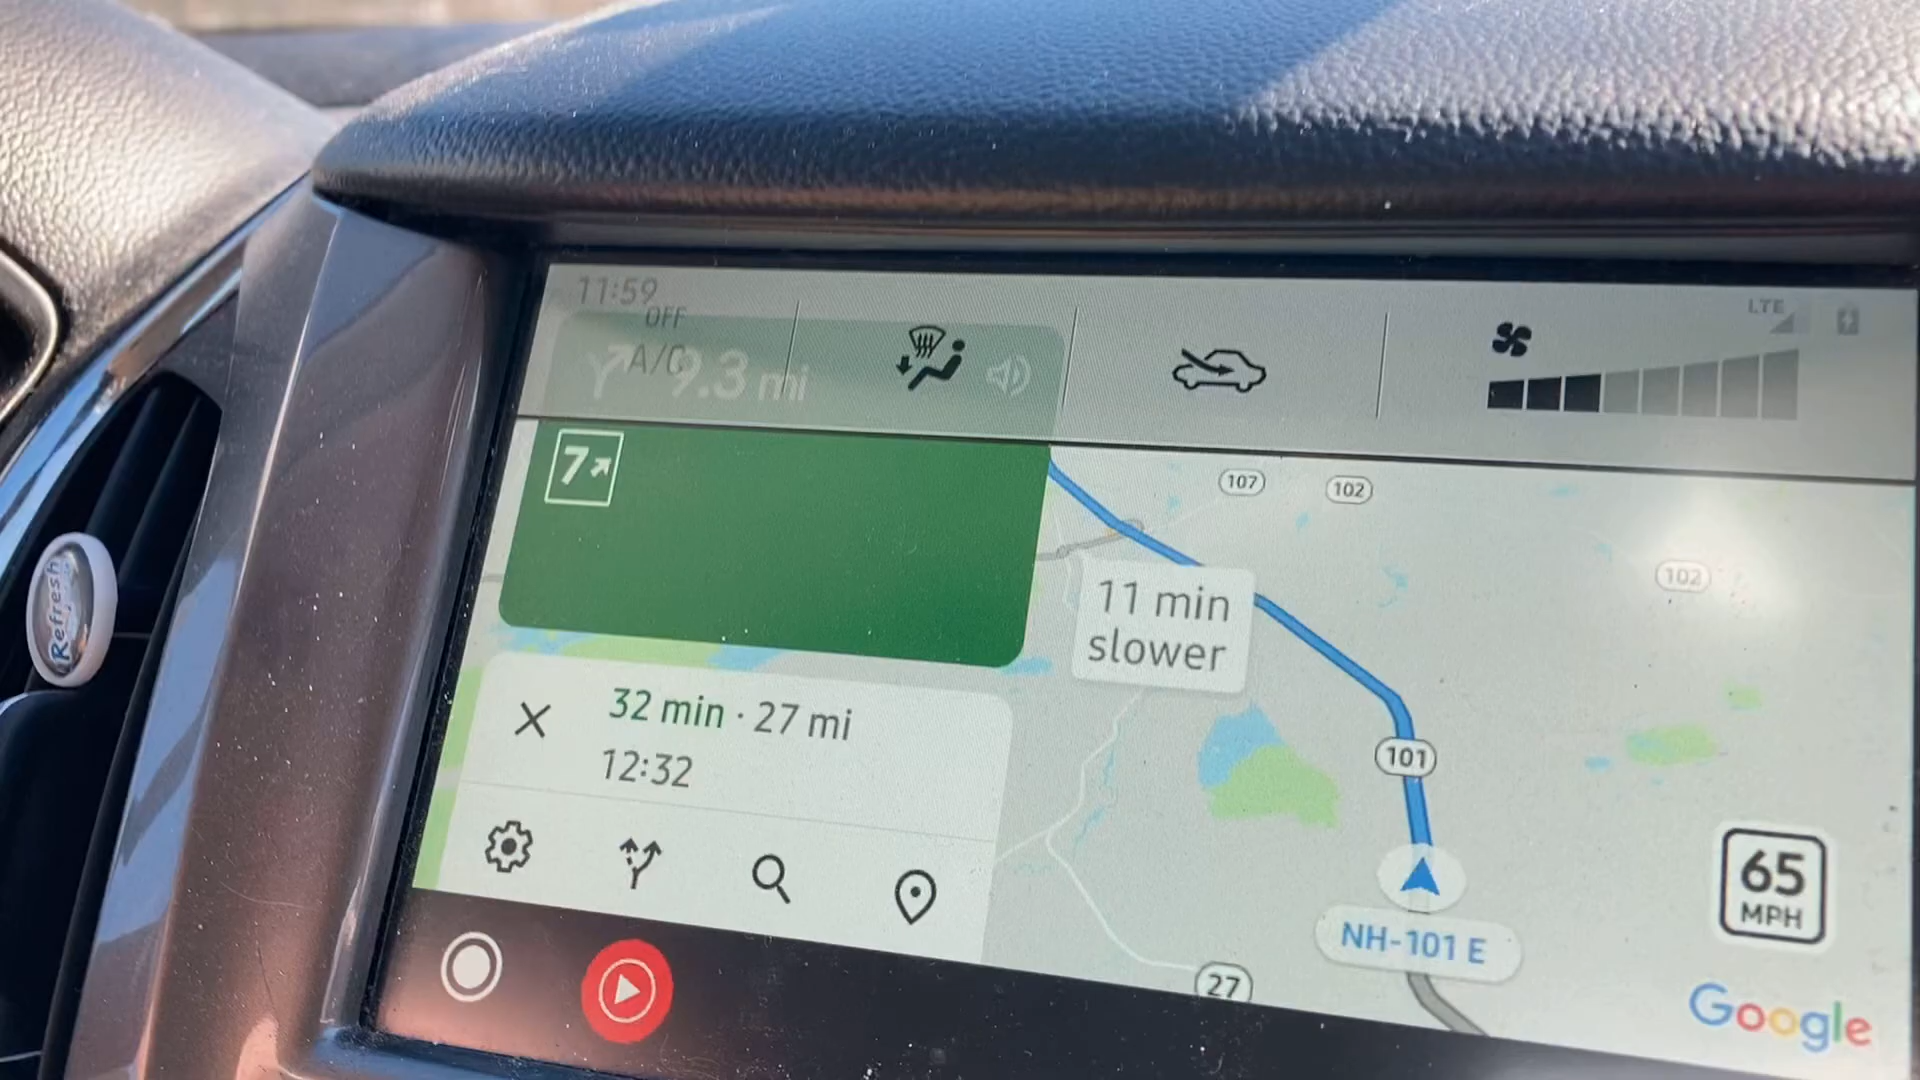 11:59
OFF
A/C
9.3 mi
LTE
7
107
102
102
11 min
slower
32 min · 27 mi
12:32
101
NH-101 E
65
MPH
27
Google
Refresh